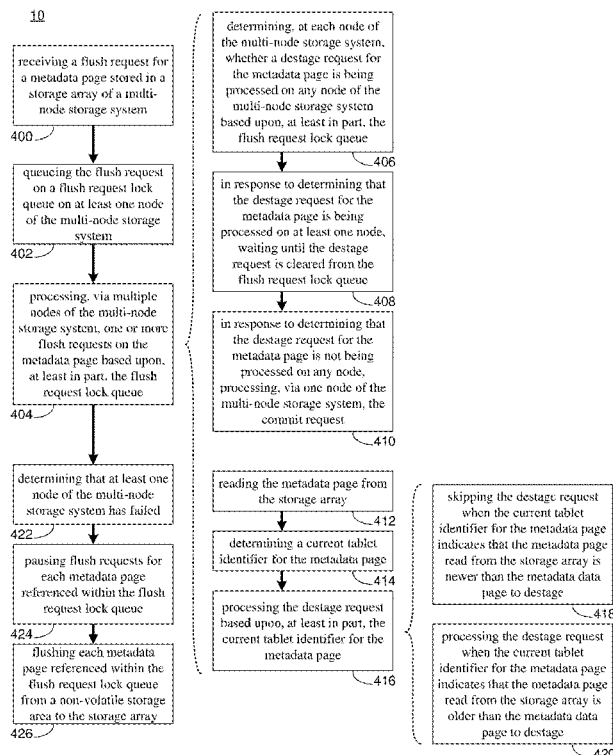 10
receiving a flush request for
a metadata page stored in a
storage array of a multi-
node storage system
400
queueing the flush request
on a flush request lock
queue on at least one node
of the multi-node storage
system
402
processing, via multiple
nodes of the multi-node
storage system, one or more
flush requests on the
metadata page based upon,
at least in part, the flush
request lock queue
404
determining that at least one
node of the multi-node
storage system has failed
422
pausing flush requests for
each metadata page
referenced within the flush
request lock queue
424
flushing each metadata
page referenced within the
flush request lock queue
from a non-volatile storage
area to the storage array
426
determining, at each node of
the multi-node storage system,
whether a destage request for
the metadata page is being
processed on any node of the
multi-node storage system
based upon, at least in part, the
flush request lock queue
406
in response to determining that
the destage request for the
metadata page is being
processed on at least one node,
waiting until the destage
request is cleared from the
flush request lock queue
408
in response to determining that
the destage request for the
metadata page is not being
processed on any node,
processing, via one node of the
multi-node storage system, the
commit request
410
reading the metadata page from
the storage array
412
determining a current tablet
identifier for the metadata page
414
processing the destage request
based upon, at least in part, the
current tablet identifier for the
metadata page
416
skipping the destage request
when the current tablet
identifier for the metadata page
indicates that the metadata page
read from the storage array is
newer than the metadata data
page to destage
418
processing the destage request
when the current tablet
identifier for the metadata page
indicates that the metadata page
read from the storage array is
older than the metadata data
page to destage
420